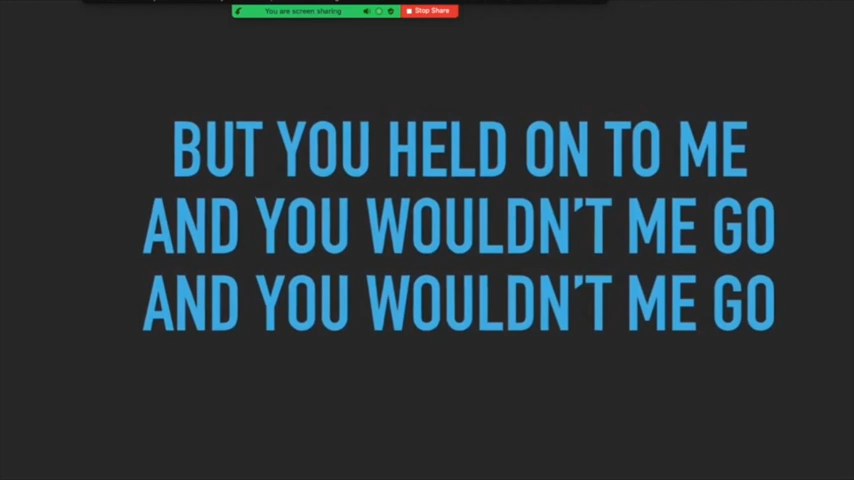 You are screen sharing
Stop Share
BUT YOU HELD ON TO ME
AND YOU WOULDN'T ME GO
AND YOU WOULDN'T ME GO